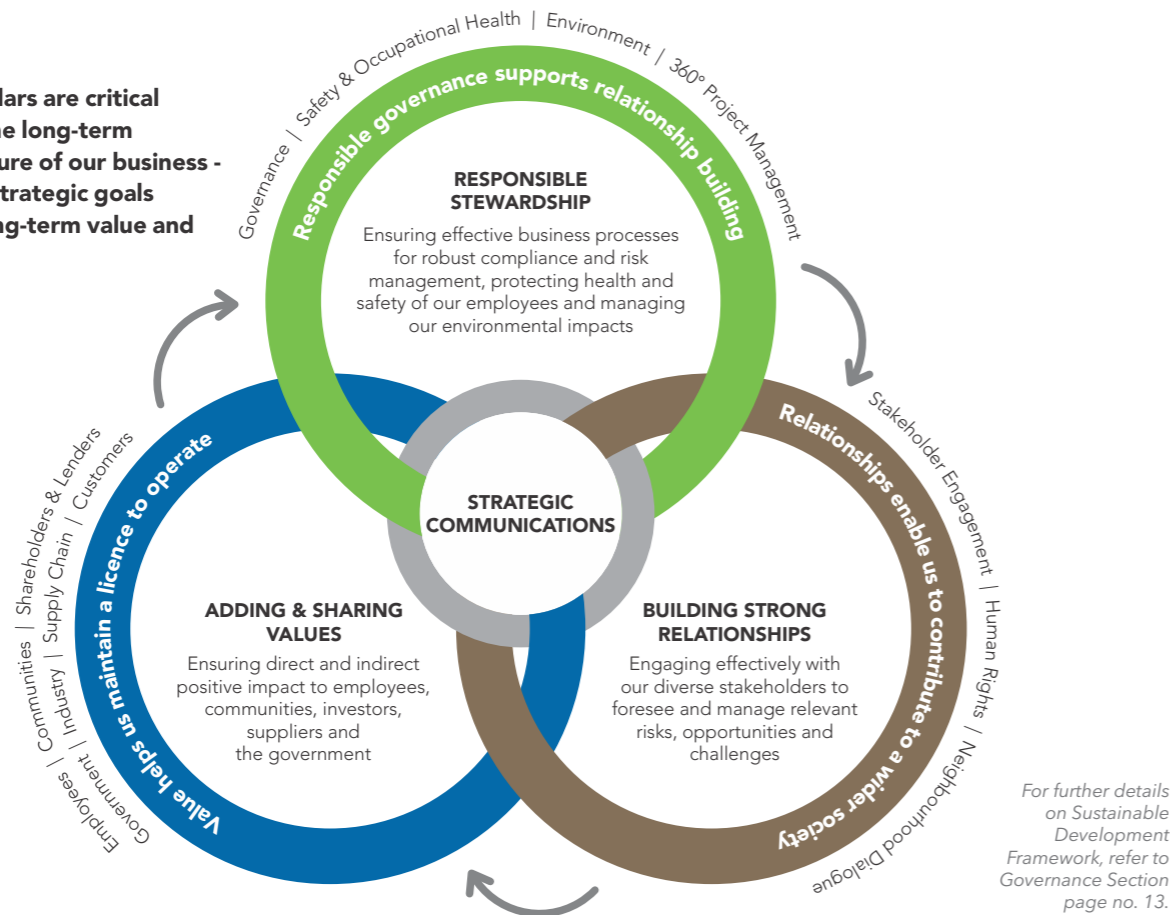 lars are critical
ne long-term
ure of our business -
strategic goals
ng-term value and
Governance | Safety & Occupational Health | Environment | 360° Project Management
Responsible governance supports relationship building
RESPONSIBLE
STEWARDSHIP
Ensuring effective business processes
for robust compliance and risk
management, protecting health and
safety of our employees and managing
our environmental impacts
STRATEGIC
COMMUNICATIONS
Employees | Communities | Shareholders & Lenders
Government | Industry | Supply Chain | Customers
Value helps us maintain a licence to operate
ADDING & SHARING
VALUES
Ensuring direct and indirect
positive impact to employees,
communities, investors,
suppliers and
the government
Stakeholder Engagement | Human Rights | Neighbourhood Dialogue
Relationships enable us to contribute to a wider society
BUILDING STRONG
RELATIONSHIPS
Engaging effectively with
our diverse stakeholders to
foresee and manage relevant
risks, opportunities and
challenges
For further details
on Sustainable
Development
Framework, refer to
Governance Section
page no. 13.